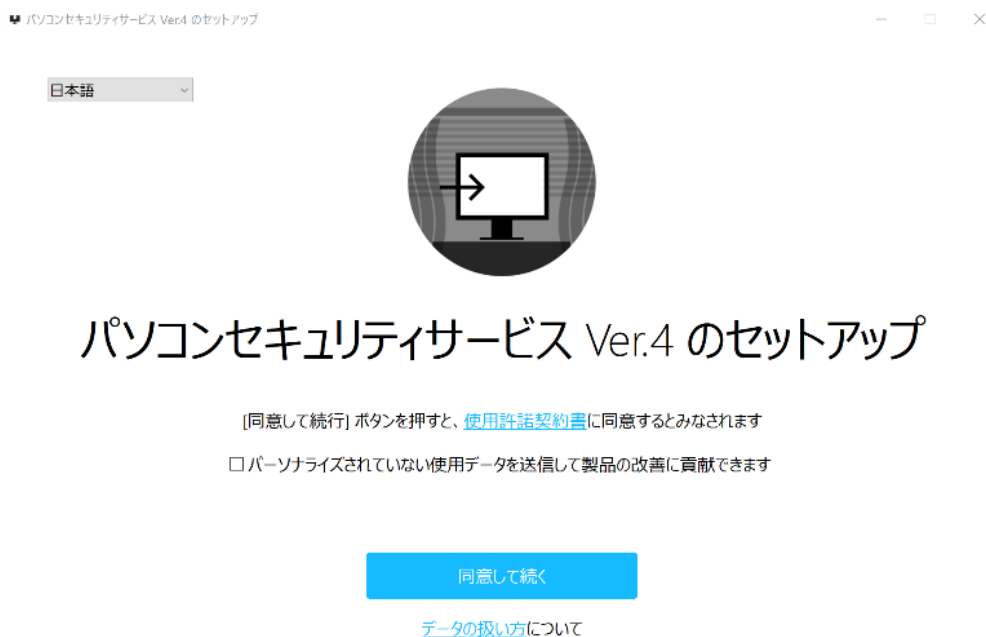 パソコンセキュリティサービス Ver.4 のセットアップ
日本語
パソコンセキュリティサービス Ver.4 のセットアップ
[同意して続行] ボタンを押すと、使用許諾契約書に同意するとみなされます
パーソナライズされていない使用データを送信して製品の改善に貢献できます
同意して続く
データの扱い方について